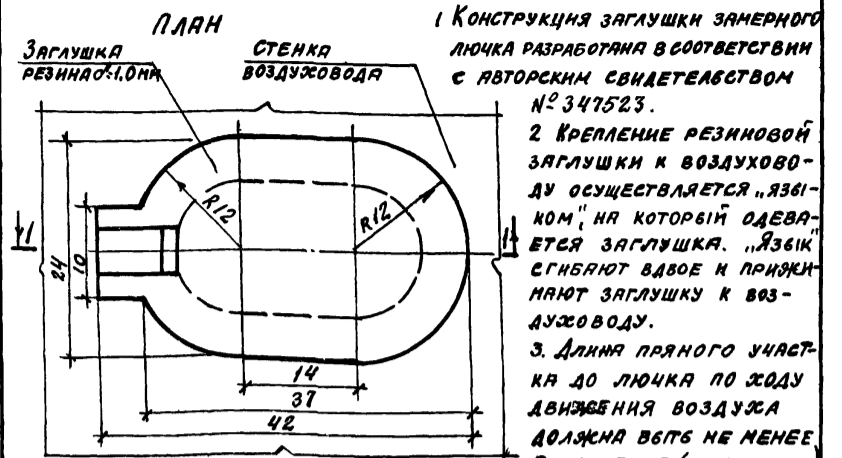 ПЛАН
ЗАГЛУШКА
РЕЗИНА δ=1,0мм
СТЕНКА
ВОЗДУХОВОДА
R12
R12
1
1
24
10
14
37
42
1 КОНСТРУКЦИЯ ЗАГЛУШКИ ЗАМЕРНОГО
ЛЮЧКА РАЗРАБОТАНА В СООТВЕТСТВИИ
С АВТОРСКИМ СВИДЕТЕЛЬСТВОМ
№ 347523.
2 КРЕПЛЕНИЕ РЕЗИНОВОЙ
ЗАГЛУШКИ К ВОЗДУХОВО-
ДУ ОСУЩЕСТВЛЯЕТСЯ „ЯЗЫ-
КОМ", НА КОТОРЫЙ ОДЕВА-
ЕТСЯ ЗАГЛУШКА. „ЯЗЫК"
СГИБАЮТ ВДВОЕ И ПРИЖИ-
МАЮТ ЗАГЛУШКУ К ВОЗ-
ДУХОВОДУ.
3. ДЛИНА ПРЯМОГО УЧАСТ-
КА ДО ЛЮЧКА ПО ХОДУ
ДВИЖЕНИЯ ВОЗДУХА
ДОЛЖНА БЫТЬ НЕ МЕНЕЕ